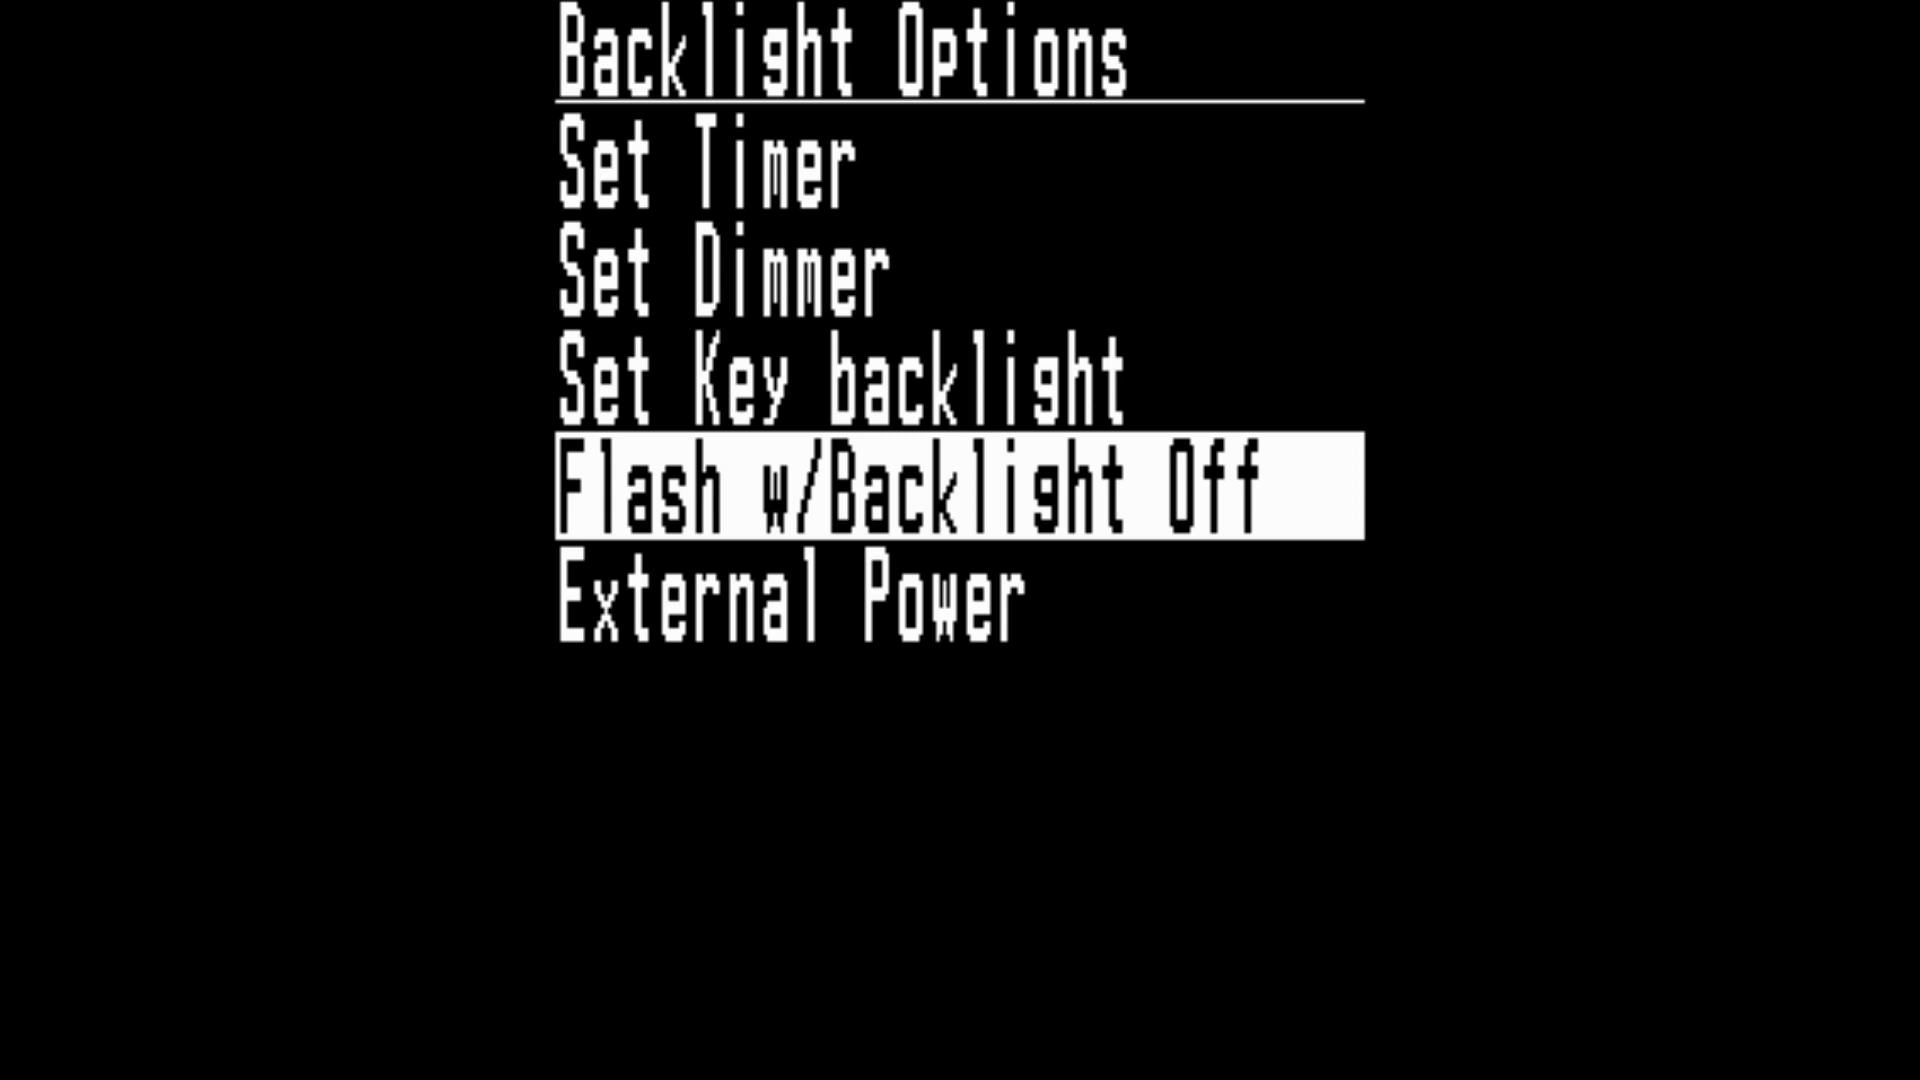 Backlight Options
Set Timer
Set Dimmer
Set Key backlight
Flash w/Backlight Off
External Power